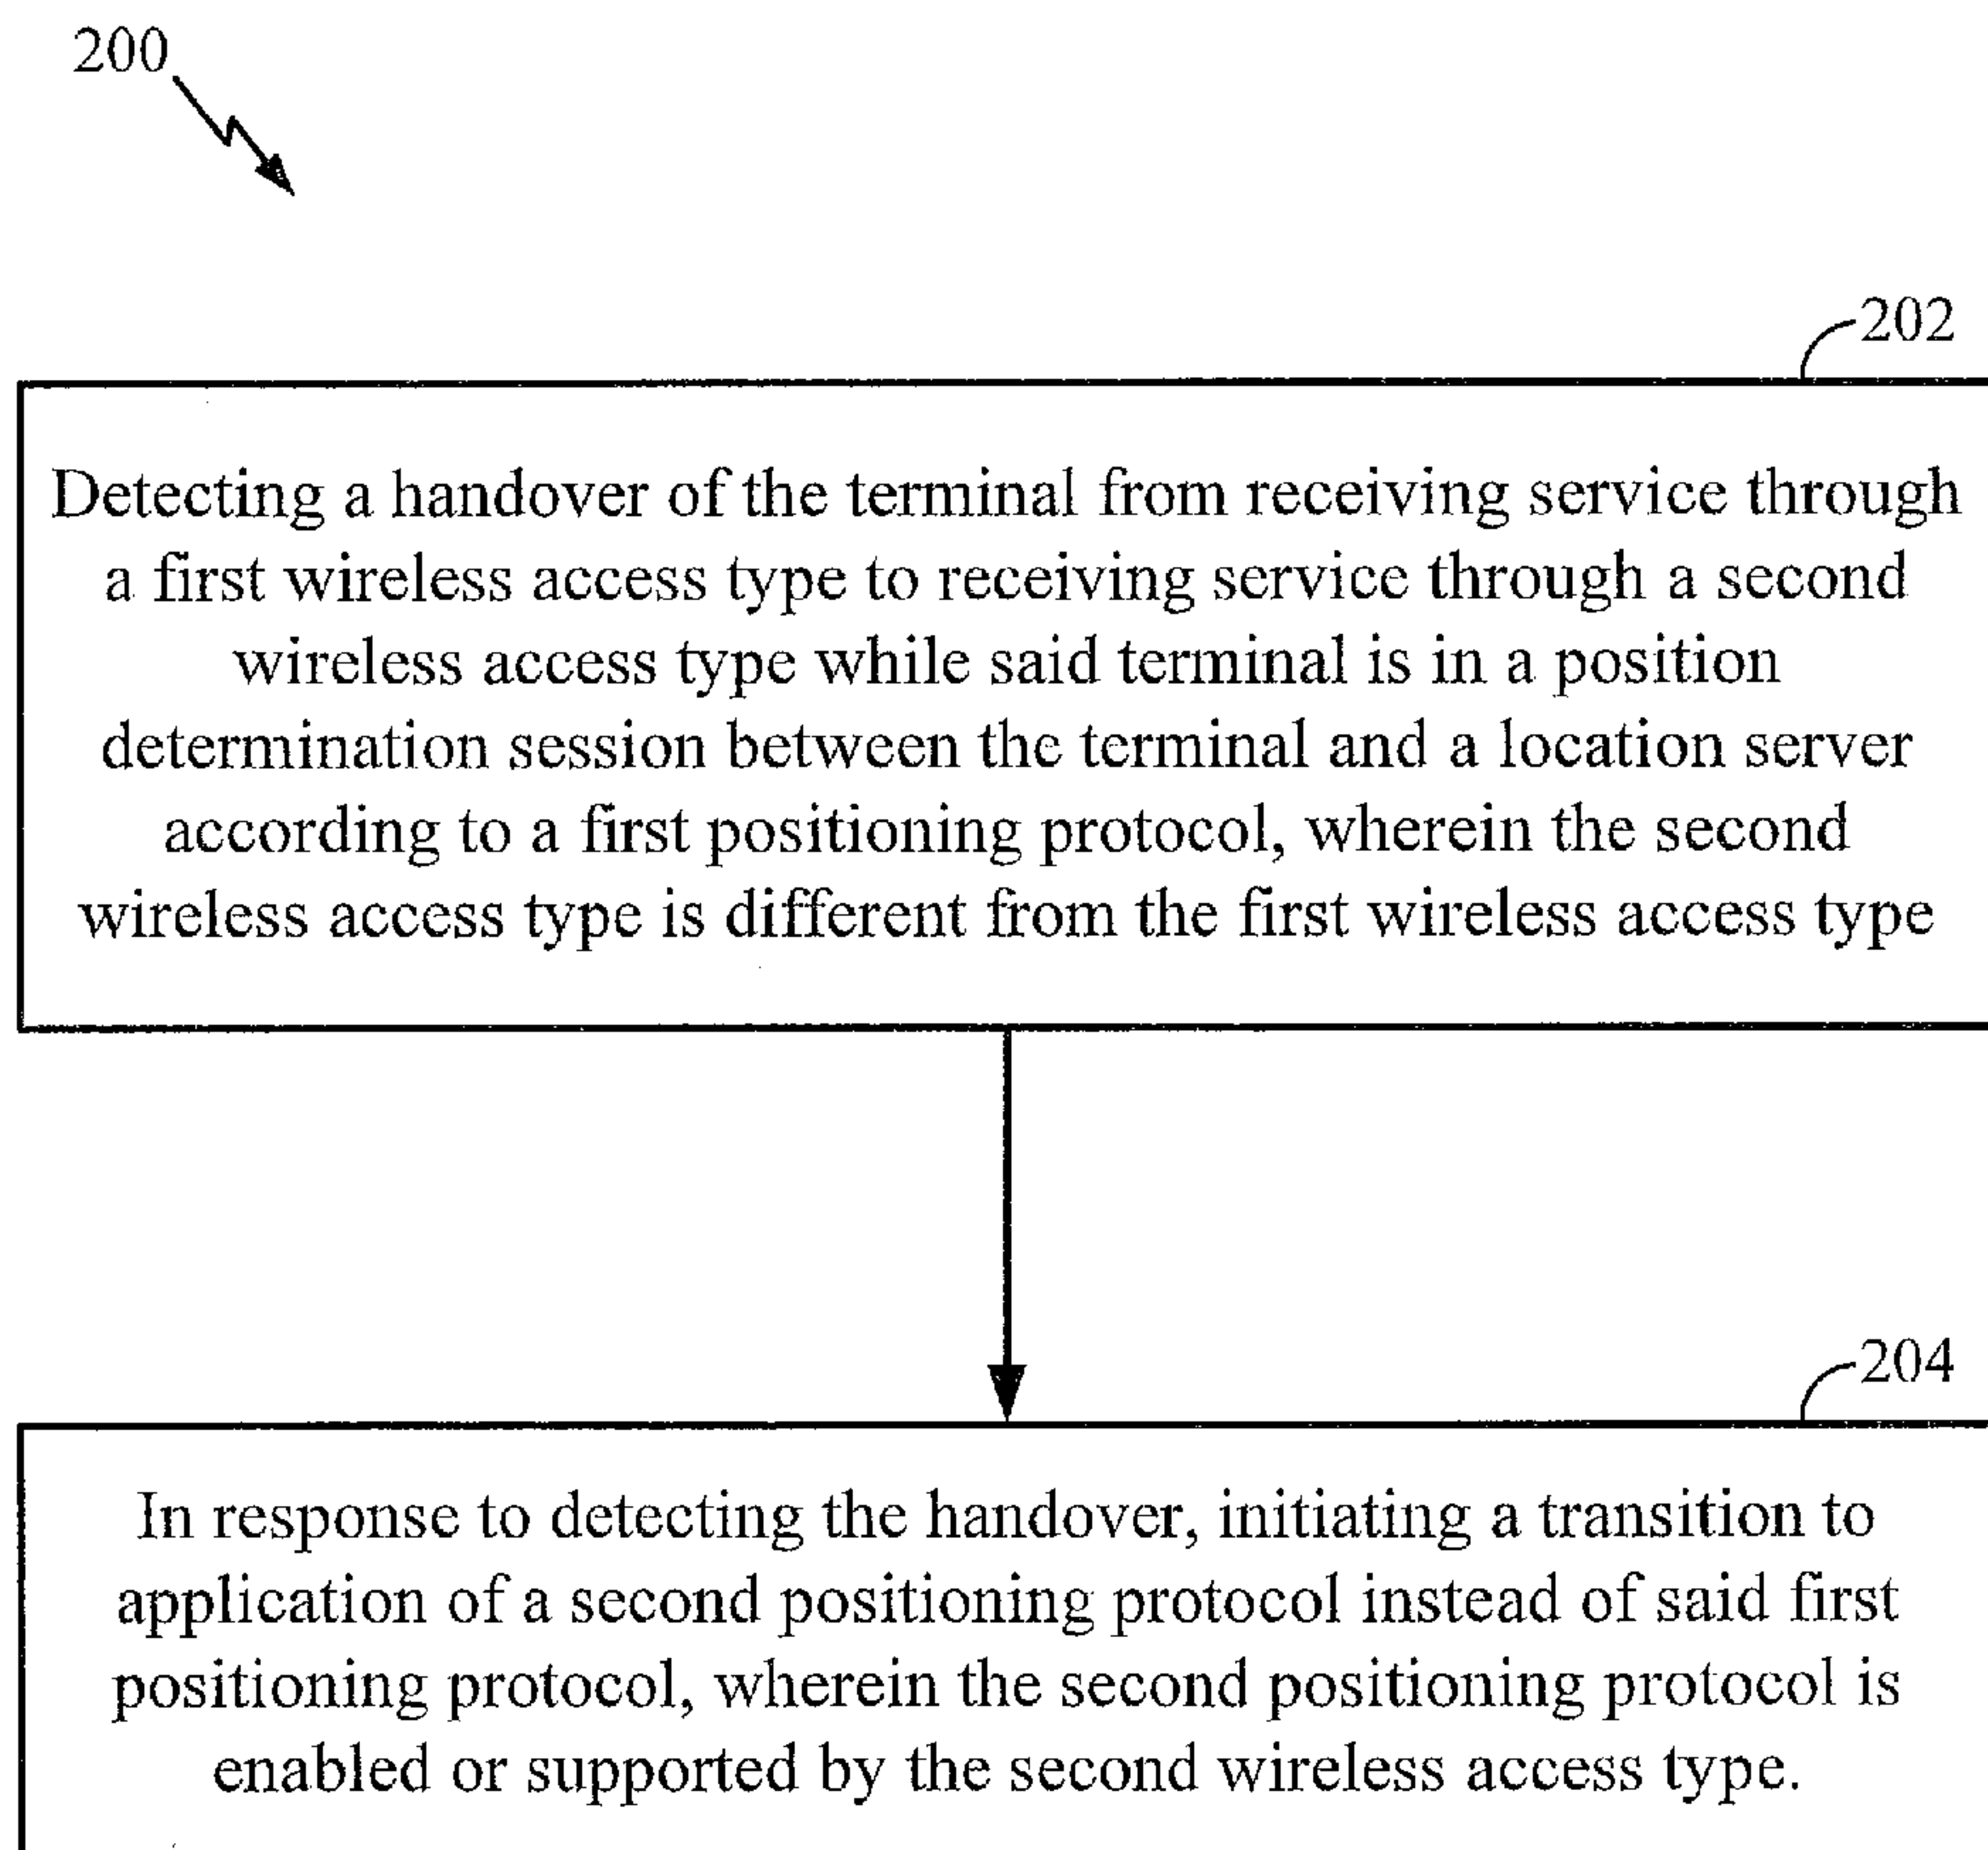 200
202
Detecting a handover of the terminal from receiving service through
a first wireless access type to receiving service through a second
wireless access type while said terminal is in a position
determination session between the terminal and a location server
according to a first positioning protocol, wherein the second
wireless access type is different from the first wireless access type
204
In response to detecting the handover, initiating a transition to
application of a second positioning protocol instead of said first
positioning protocol, wherein the second positioning protocol is
enabled or supported by the second wireless access type.